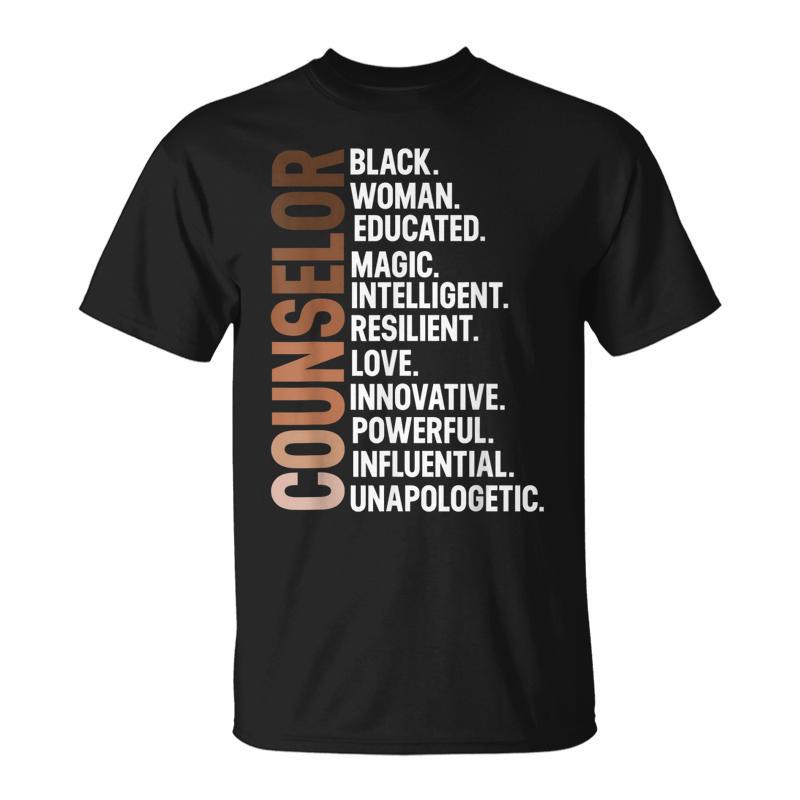 COUNSELOR
BLACK.
WOMAN.
EDUCATED.
MAGIC.
INTELLIGENT.
RESILIENT.
LOVE.
INNOVATIVE.
POWERFUL.
INFLUENTIAL.
UNAPOLOGETIC.